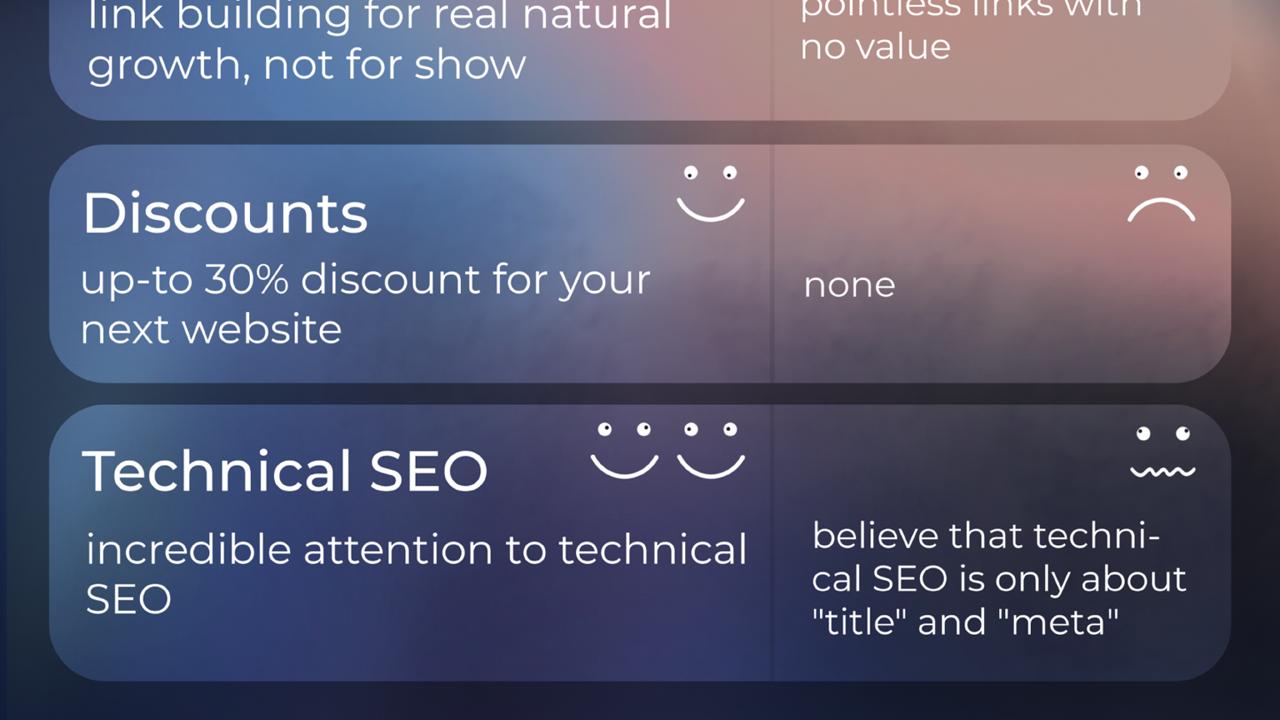 link building for real natural
growth, not for show
pointless links with
no value
Discounts
up-to 30% discount for your
next website
none
Technical SEO
incredible attention to technical
SEO
believe that techni-
cal SEO is only about
"title" and "meta"